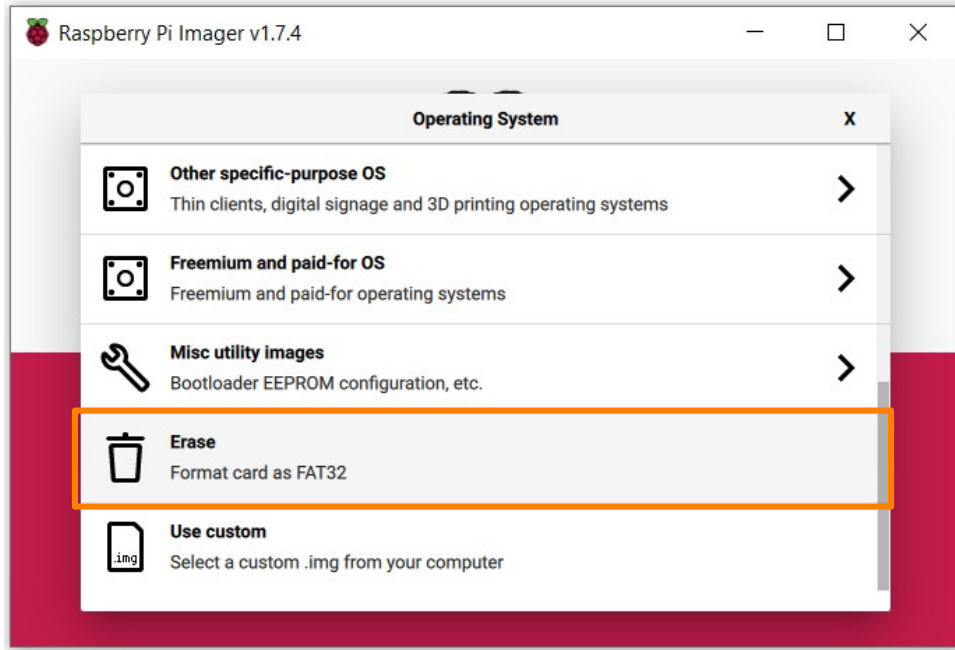 Raspberry Pi Imager v1.7.4
Operating System X
Other specific-purpose OS
Thin clients, digital signage and 3D printing operating systems
Freemium and paid-for OS
Freemium and paid-for operating systems
Misc utility images
Bootloader EEPROM configuration, etc.
Erase
Format card as FAT32
.img
Use custom
Select a custom .img from your computer